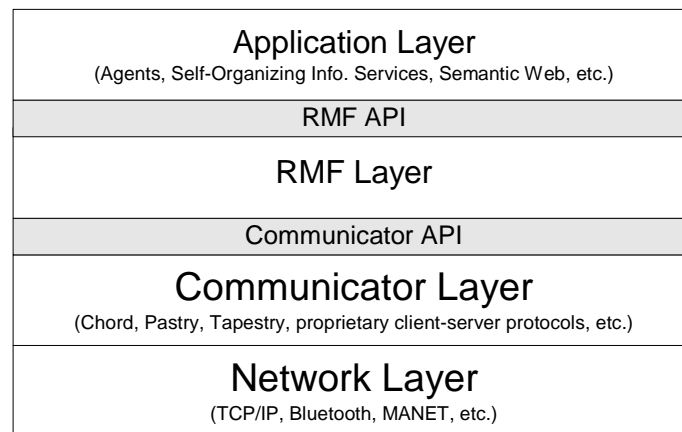 Application Layer
(Agents, Self-Organizing Info. Services, Semantic Web, etc.)
RMF API
RMF Layer
Communicator API
Communicator Layer
(Chord, Pastry, Tapestry, proprietary client-server protocols, etc.)
Network Layer
(TCP/IP, Bluetooth, MANET, etc.)